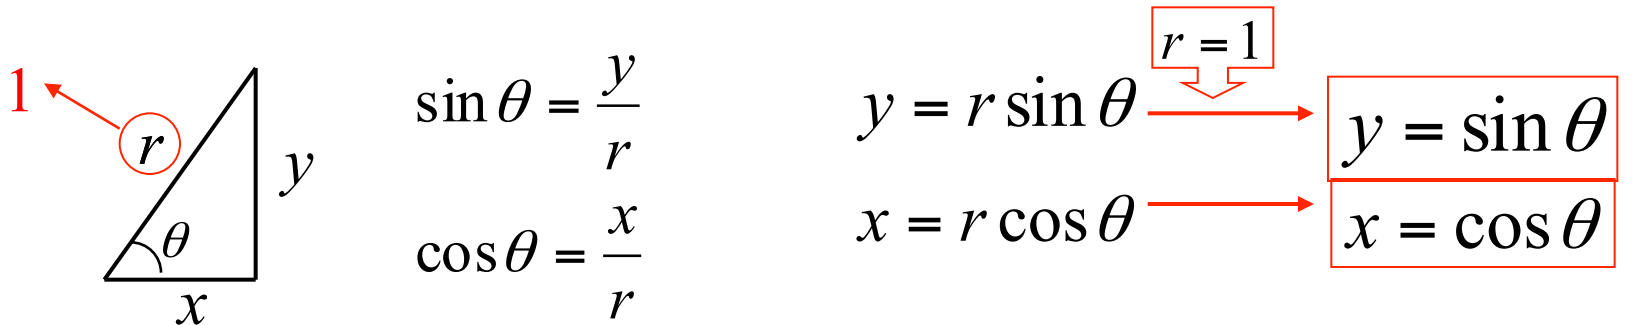 1
r
y
θ
x
sin θ = y/r
cos θ = x/r
r = 1
y = r sin θ
y = sin θ
x = r cos θ
x = cos θ